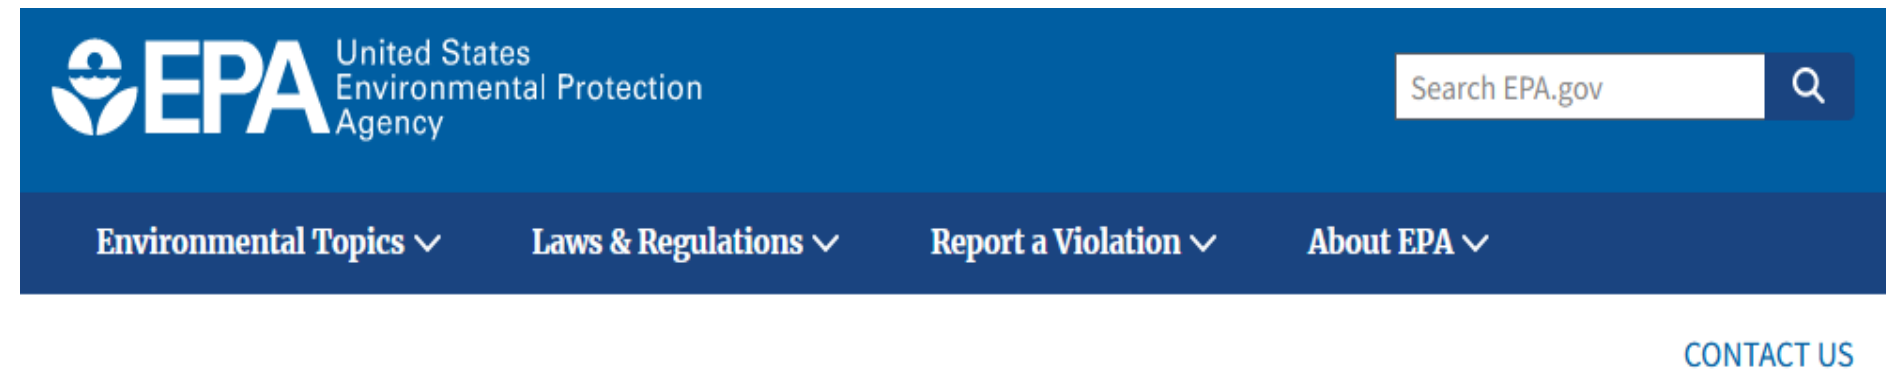 EPA
United States
Environmental Protection
Agency
Search EPA.gov
Environmental Topics
Laws & Regulations
Report a Violation
About EPA
CONTACT US